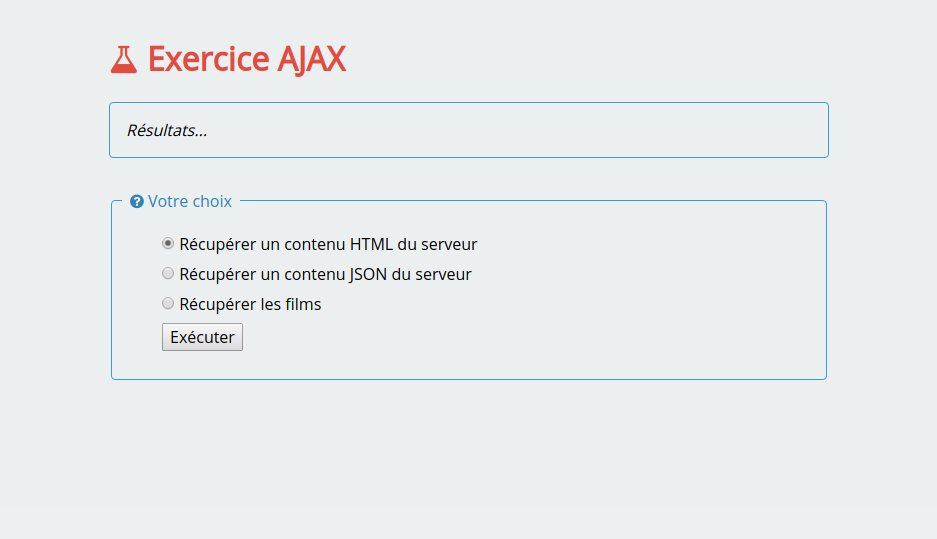 Exercice AJAX
Résultats...
Votre choix
Récupérer un contenu HTML du serveur
Récupérer un contenu JSON du serveur
Récupérer les films
Exécuter